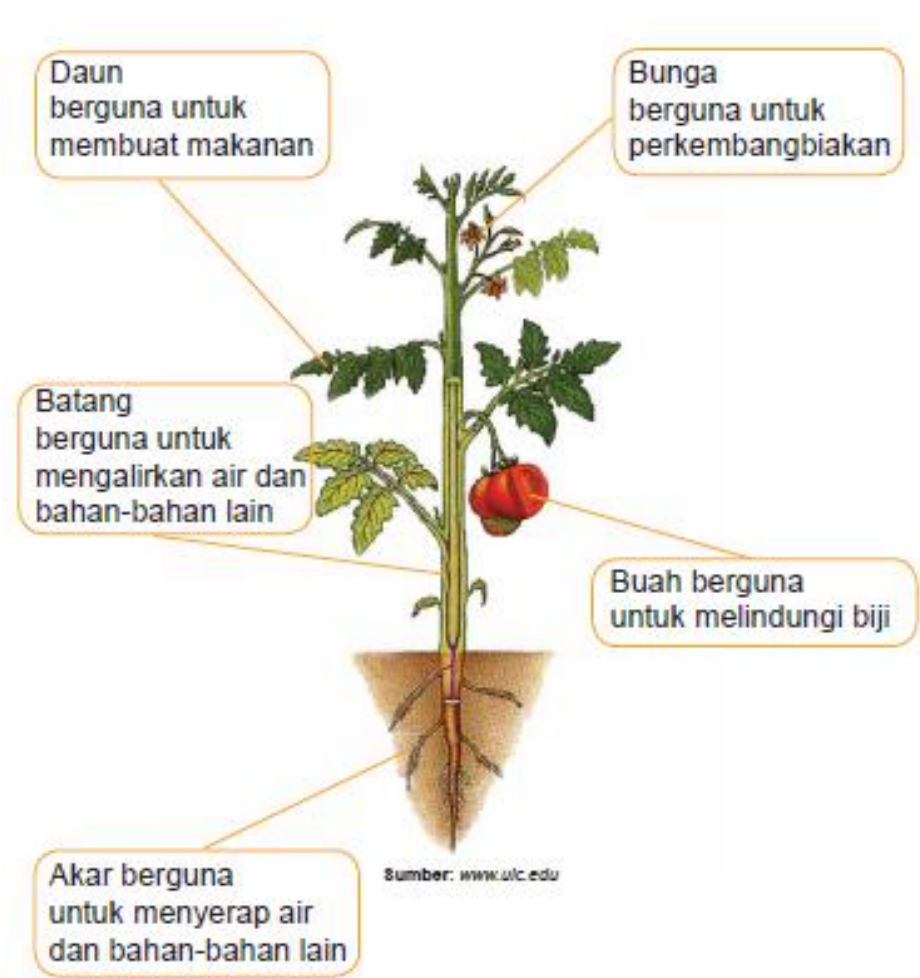 Daun
berguna untuk
membuat makanan
Bunga
berguna untuk
perkembangbiakan
Batang
berguna untuk
mengalirkan air dan
bahan-bahan lain
Buah berguna
untuk melindungi biji
Akar berguna
untuk menyerap air
dan bahan-bahan lain
Sumber: www.uic.edu